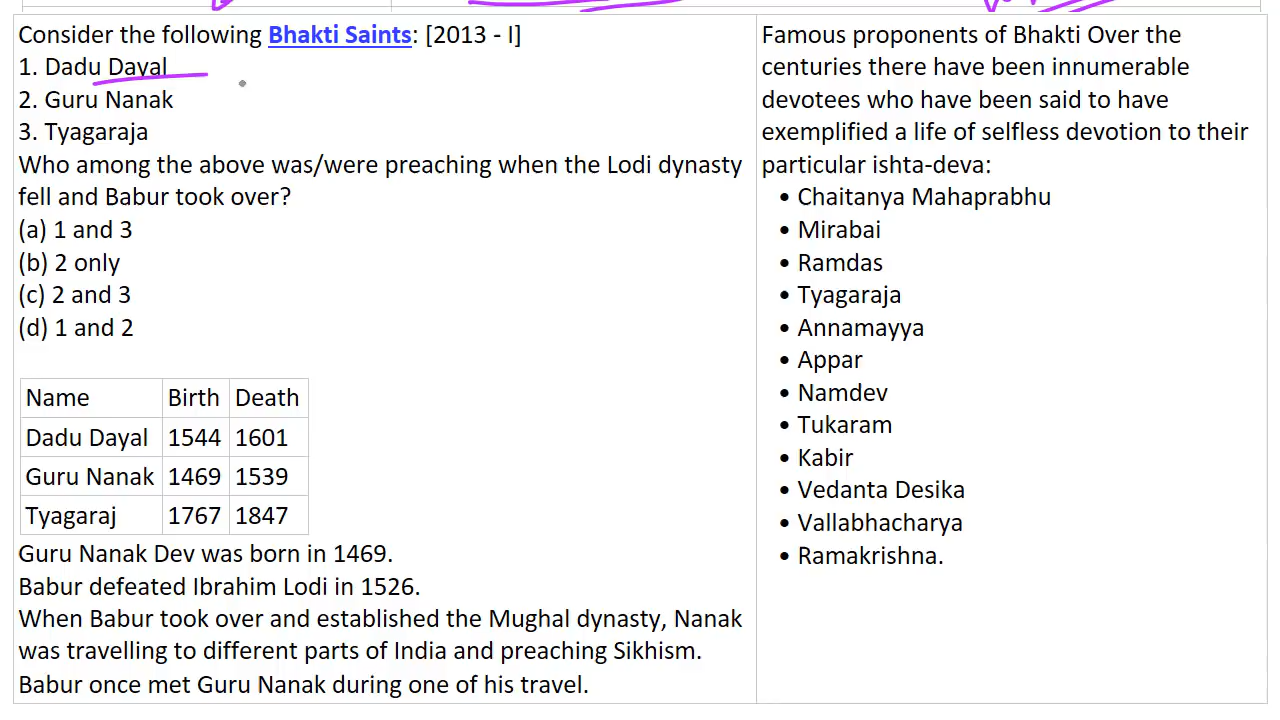 Consider the following Bhakti Saints: [2013 - I]
1. Dadu Dayal
2. Guru Nanak
3. Tyagaraja
Who among the above was/were preaching when the Lodi dynasty
fell and Babur took over?
(a) 1 and 3
(b) 2 only
(c) 2 and 3
(d) 1 and 2
Name Birth Death
Dadu Dayal 1544 1601
Guru Nanak 1469 1539
Tyagaraj 1767 1847
Guru Nanak Dev was born in 1469.
Babur defeated Ibrahim Lodi in 1526.
When Babur took over and established the Mughal dynasty, Nanak
was travelling to different parts of India and preaching Sikhism.
Babur once met Guru Nanak during one of his travel.
Famous proponents of Bhakti Over the
centuries there have been innumerable
devotees who have been said to have
exemplified a life of selfless devotion to their
particular ishta-deva:
• Chaitanya Mahaprabhu
• Mirabai
• Ramdas
• Tyagaraja
• Annamayya
• Appar
• Namdev
• Tukaram
• Kabir
• Vedanta Desika
• Vallabhacharya
• Ramakrishna.